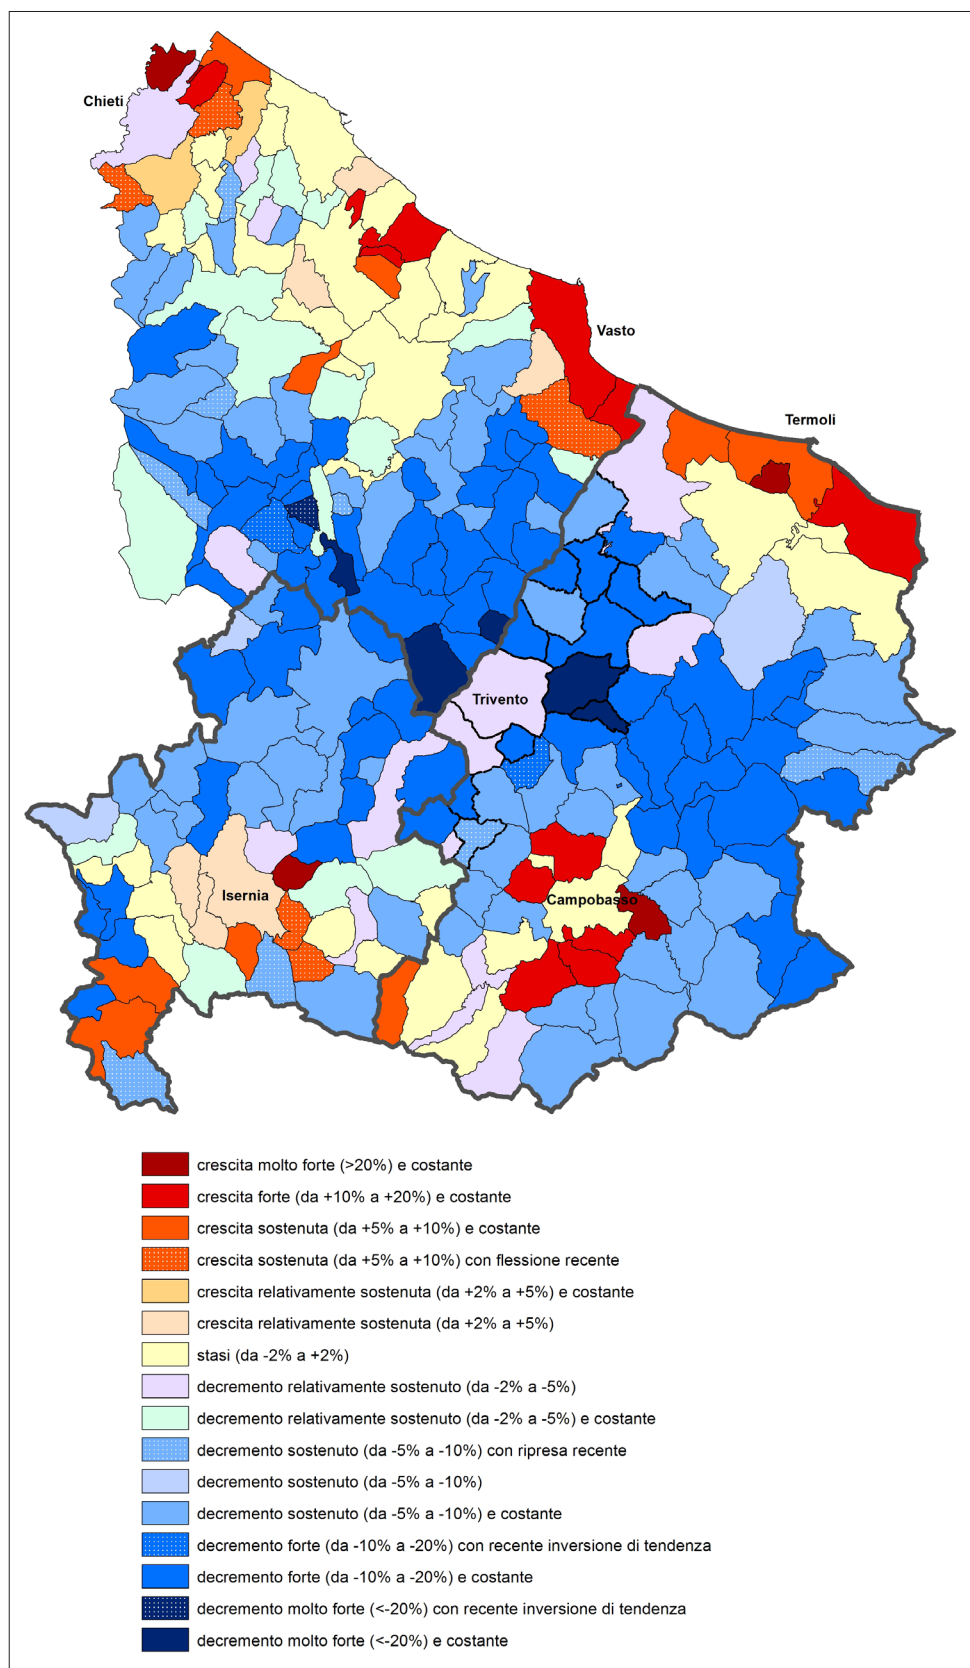 Chieti
Vasto
Termoli
Trivento
Isernia
Campobasso
crescita molto forte (>20%) e costante
crescita forte (da +10% a +20%) e costante
crescita sostenuta (da +5% a +10%) e costante
crescita sostenuta (da +5% a +10%) con flessione recente
crescita relativamente sostenuta (da +2% a +5%) e costante
crescita relativamente sostenuta (da +2% a +5%)
stasi (da -2% a +2%)
decremento relativamente sostenuto (da -2% a -5%)
decremento relativamente sostenuto (da -2% a -5%) e costante
decremento sostenuto (da -5% a -10%) con ripresa recente
decremento sostenuto (da -5% a -10%)
decremento sostenuto (da -5% a -10%) e costante
decremento forte (da -10% a -20%) con recente inversione di tendenza
decremento forte (da -10% a -20%) e costante
decremento molto forte (<-20%) con recente inversione di tendenza
decremento molto forte (<-20%) e costante